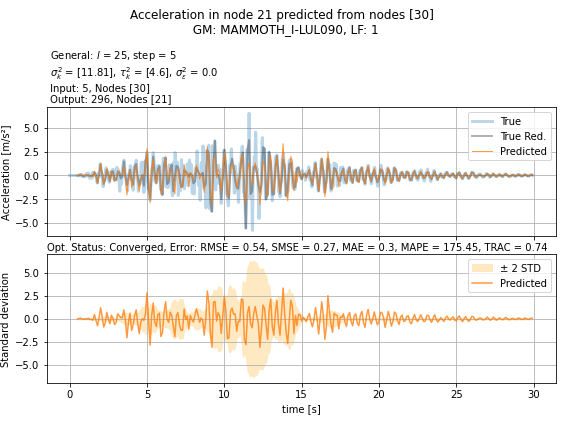 Acceleration in node 21 predicted from nodes [30]
GM: MAMMOTH_I-LUL090, LF: 1
General: l = 25, step = 5
σ²ₖ = [11.81], τ²ₖ = [4.6], σ²ε = 0.0
Input: 5, Nodes [30]
Output: 296, Nodes [21]
Acceleration [m/s²]
5.0
2.5
0.0
−2.5
−5.0
True
True Red.
Predicted
Opt. Status: Converged, Error: RMSE = 0.54, SMSE = 0.27, MAE = 0.3, MAPE = 175.45, TRAC = 0.74
Standard deviation
5.0
2.5
0.0
−2.5
−5.0
± 2 STD
Predicted
0 5 10 15 20 25 30
time [s]